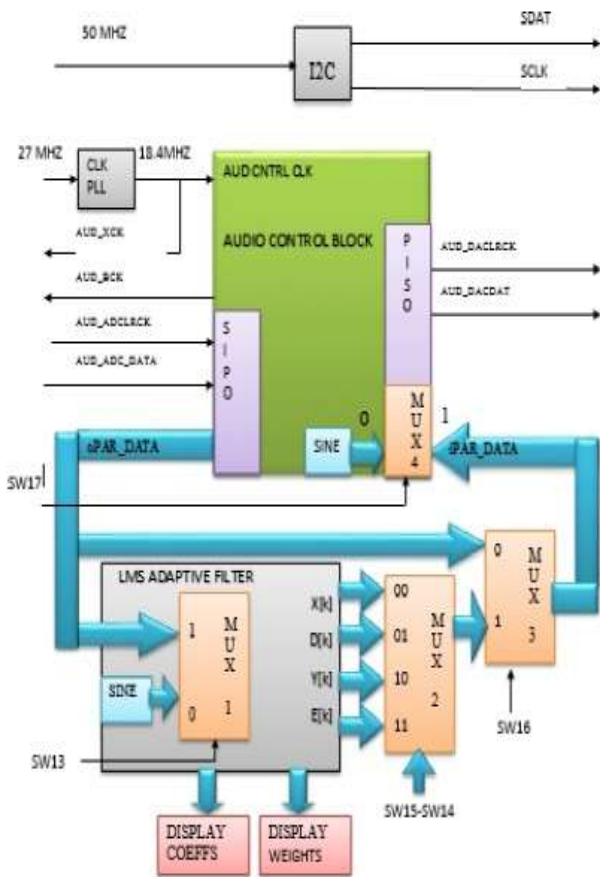 50 MHZ
I2C
SDAT
SCLK
27 MHZ
CLK
PLL
18.4MHZ
AUD CNTRL CLK
AUD_XCK
AUDIO CONTROL BLOCK
P
I
S
O
AUD_DACLRCK
AUD_DACDAT
AUD_BCK
AUD_ADCLRCK
AUD_ADC_DATA
S
I
P
O
0
M
U
X
4
1
SINE
oPAR_DATA
iPAR_DATA
SW17
LMS ADAPTIVE FILTER
0
1
M
U
X
3
SW16
1
0
M
U
X
1
SINE
SW13
X[k]
D[k]
Y[k]
E[k]
00
01
10
11
M
U
X
2
SW15-SW14
DISPLAY
COEFFS
DISPLAY
WEIGHTS